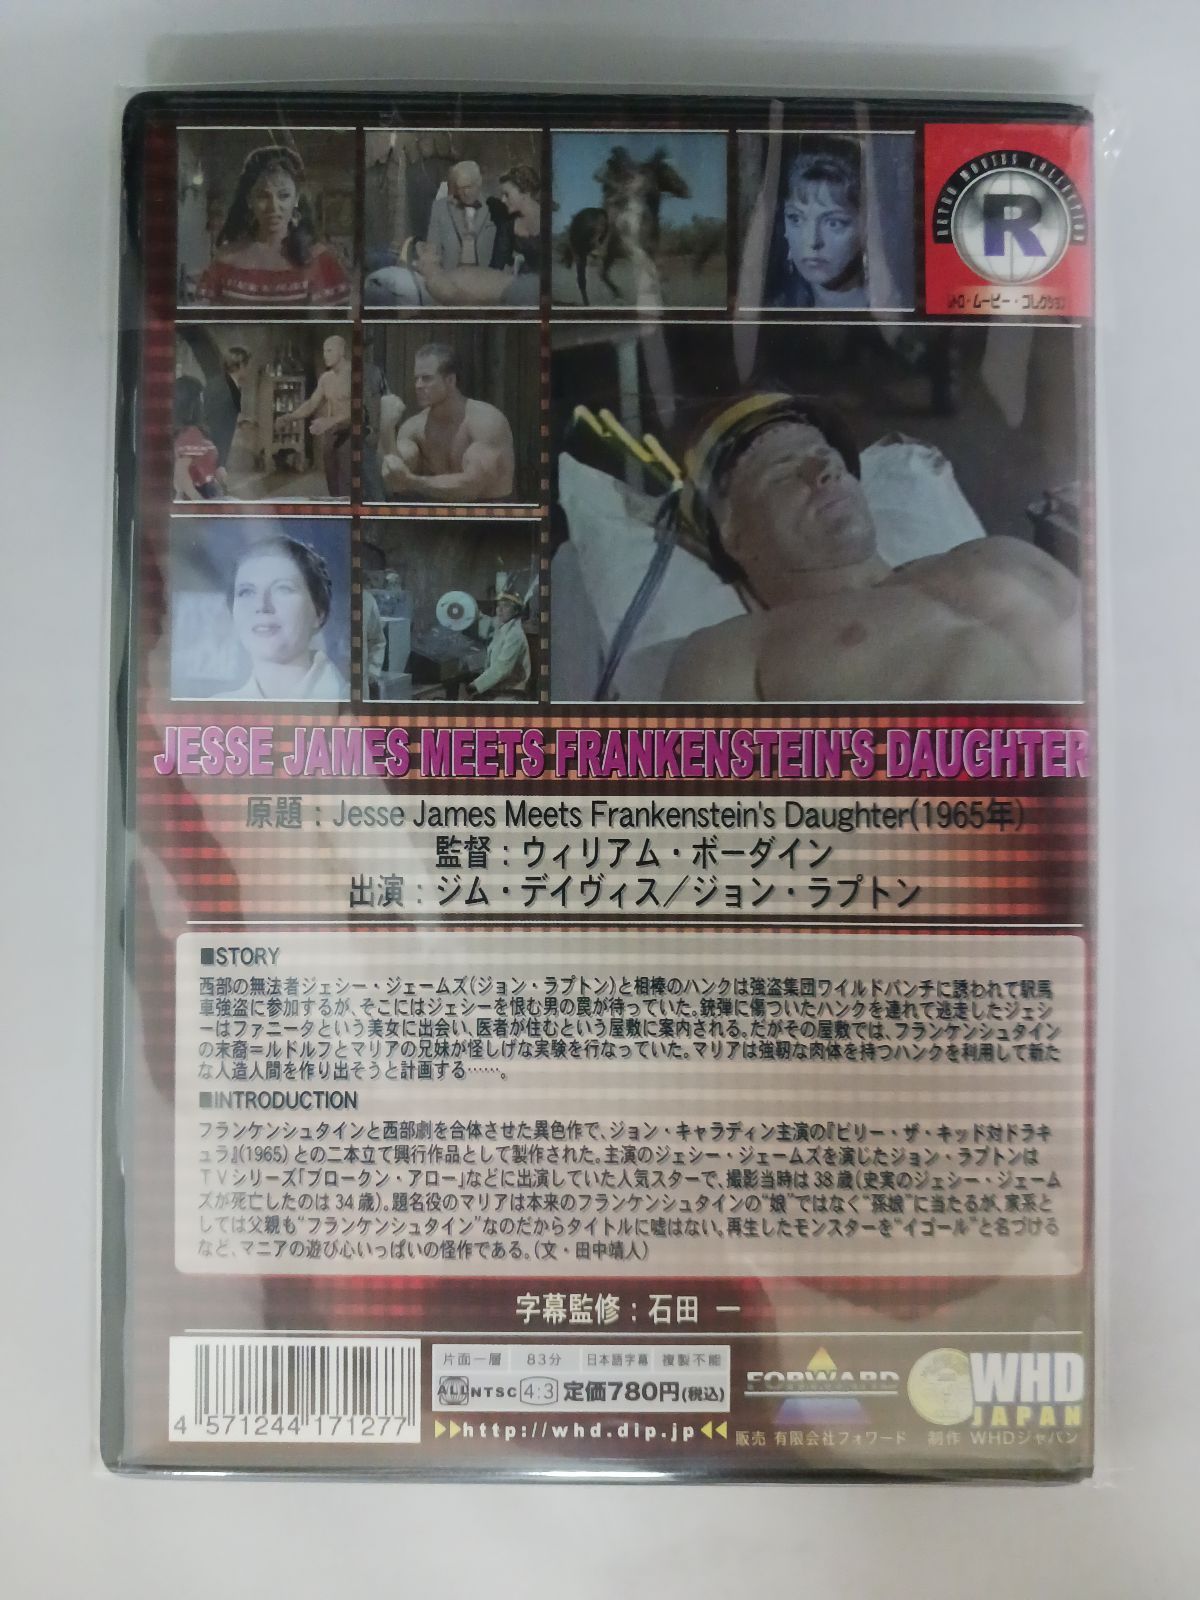 RETRO MOVIES COLLECTION
R
レトロ・ムービー・コレクション
JESSE JAMES MEETS FRANKENSTEIN'S DAUGHTER
原題：Jesse James Meets Frankenstein's Daughter(1965年)
監督：ウィリアム・ボーダイン
出演：ジム・デイヴィス／ジョン・ラプトン
■STORY
西部の無法者ジェシー・ジェームズ（ジョン・ラプトン）と相棒のハンクは強盗集団ワイルドバンチに誘われて駅馬
車強盗に参加するが、そこにはジェシーを恨む男の罠が待っていた。銃弾に傷ついたハンクを連れて逃走したジェシ
ーはファニータという美女に出会い、医者が住むという屋敷に案内される。だがその屋敷では、フランケンシュタイン
の末裔＝ルドルフとマリアの兄妹が怪しげな実験を行なっていた。マリアは強靭な肉体を持つハンクを利用して新た
な人造人間を作り出そうと計画する……。
■INTRODUCTION
フランケンシュタインと西部劇を合体させた異色作で、ジョン・キャラディン主演の『ビリー・ザ・キッド対ドラキ
ュラ』(1965) との二本立て興行作品として製作された。主演のジェシー・ジェームズを演じたジョン・ラプトンは
ＴＶシリーズ「ブロークン・アロー」などに出演していた人気スターで、撮影当時は 38 歳（史実のジェシー・ジェーム
ズが死亡したのは 34 歳）。題名役のマリアは本来のフランケンシュタインの“娘”ではなく“孫娘”に当たるが、家系と
しては父親も“フランケンシュタイン”なのだからタイトルに嘘はない。再生したモンスターを“イゴール”と名づける
など、マニアの遊び心いっぱいの怪作である。（文・田中靖人）
字幕監修：石田 一
片面一層 83分 日本語字幕 複製不能
ALL NTSC 4:3 定価780円(税込)
http://whd.dip.jp
4 571244 171277
FORWARD
販売 有限会社フォワード
WHD
JAPAN
制作 WHDジャパン